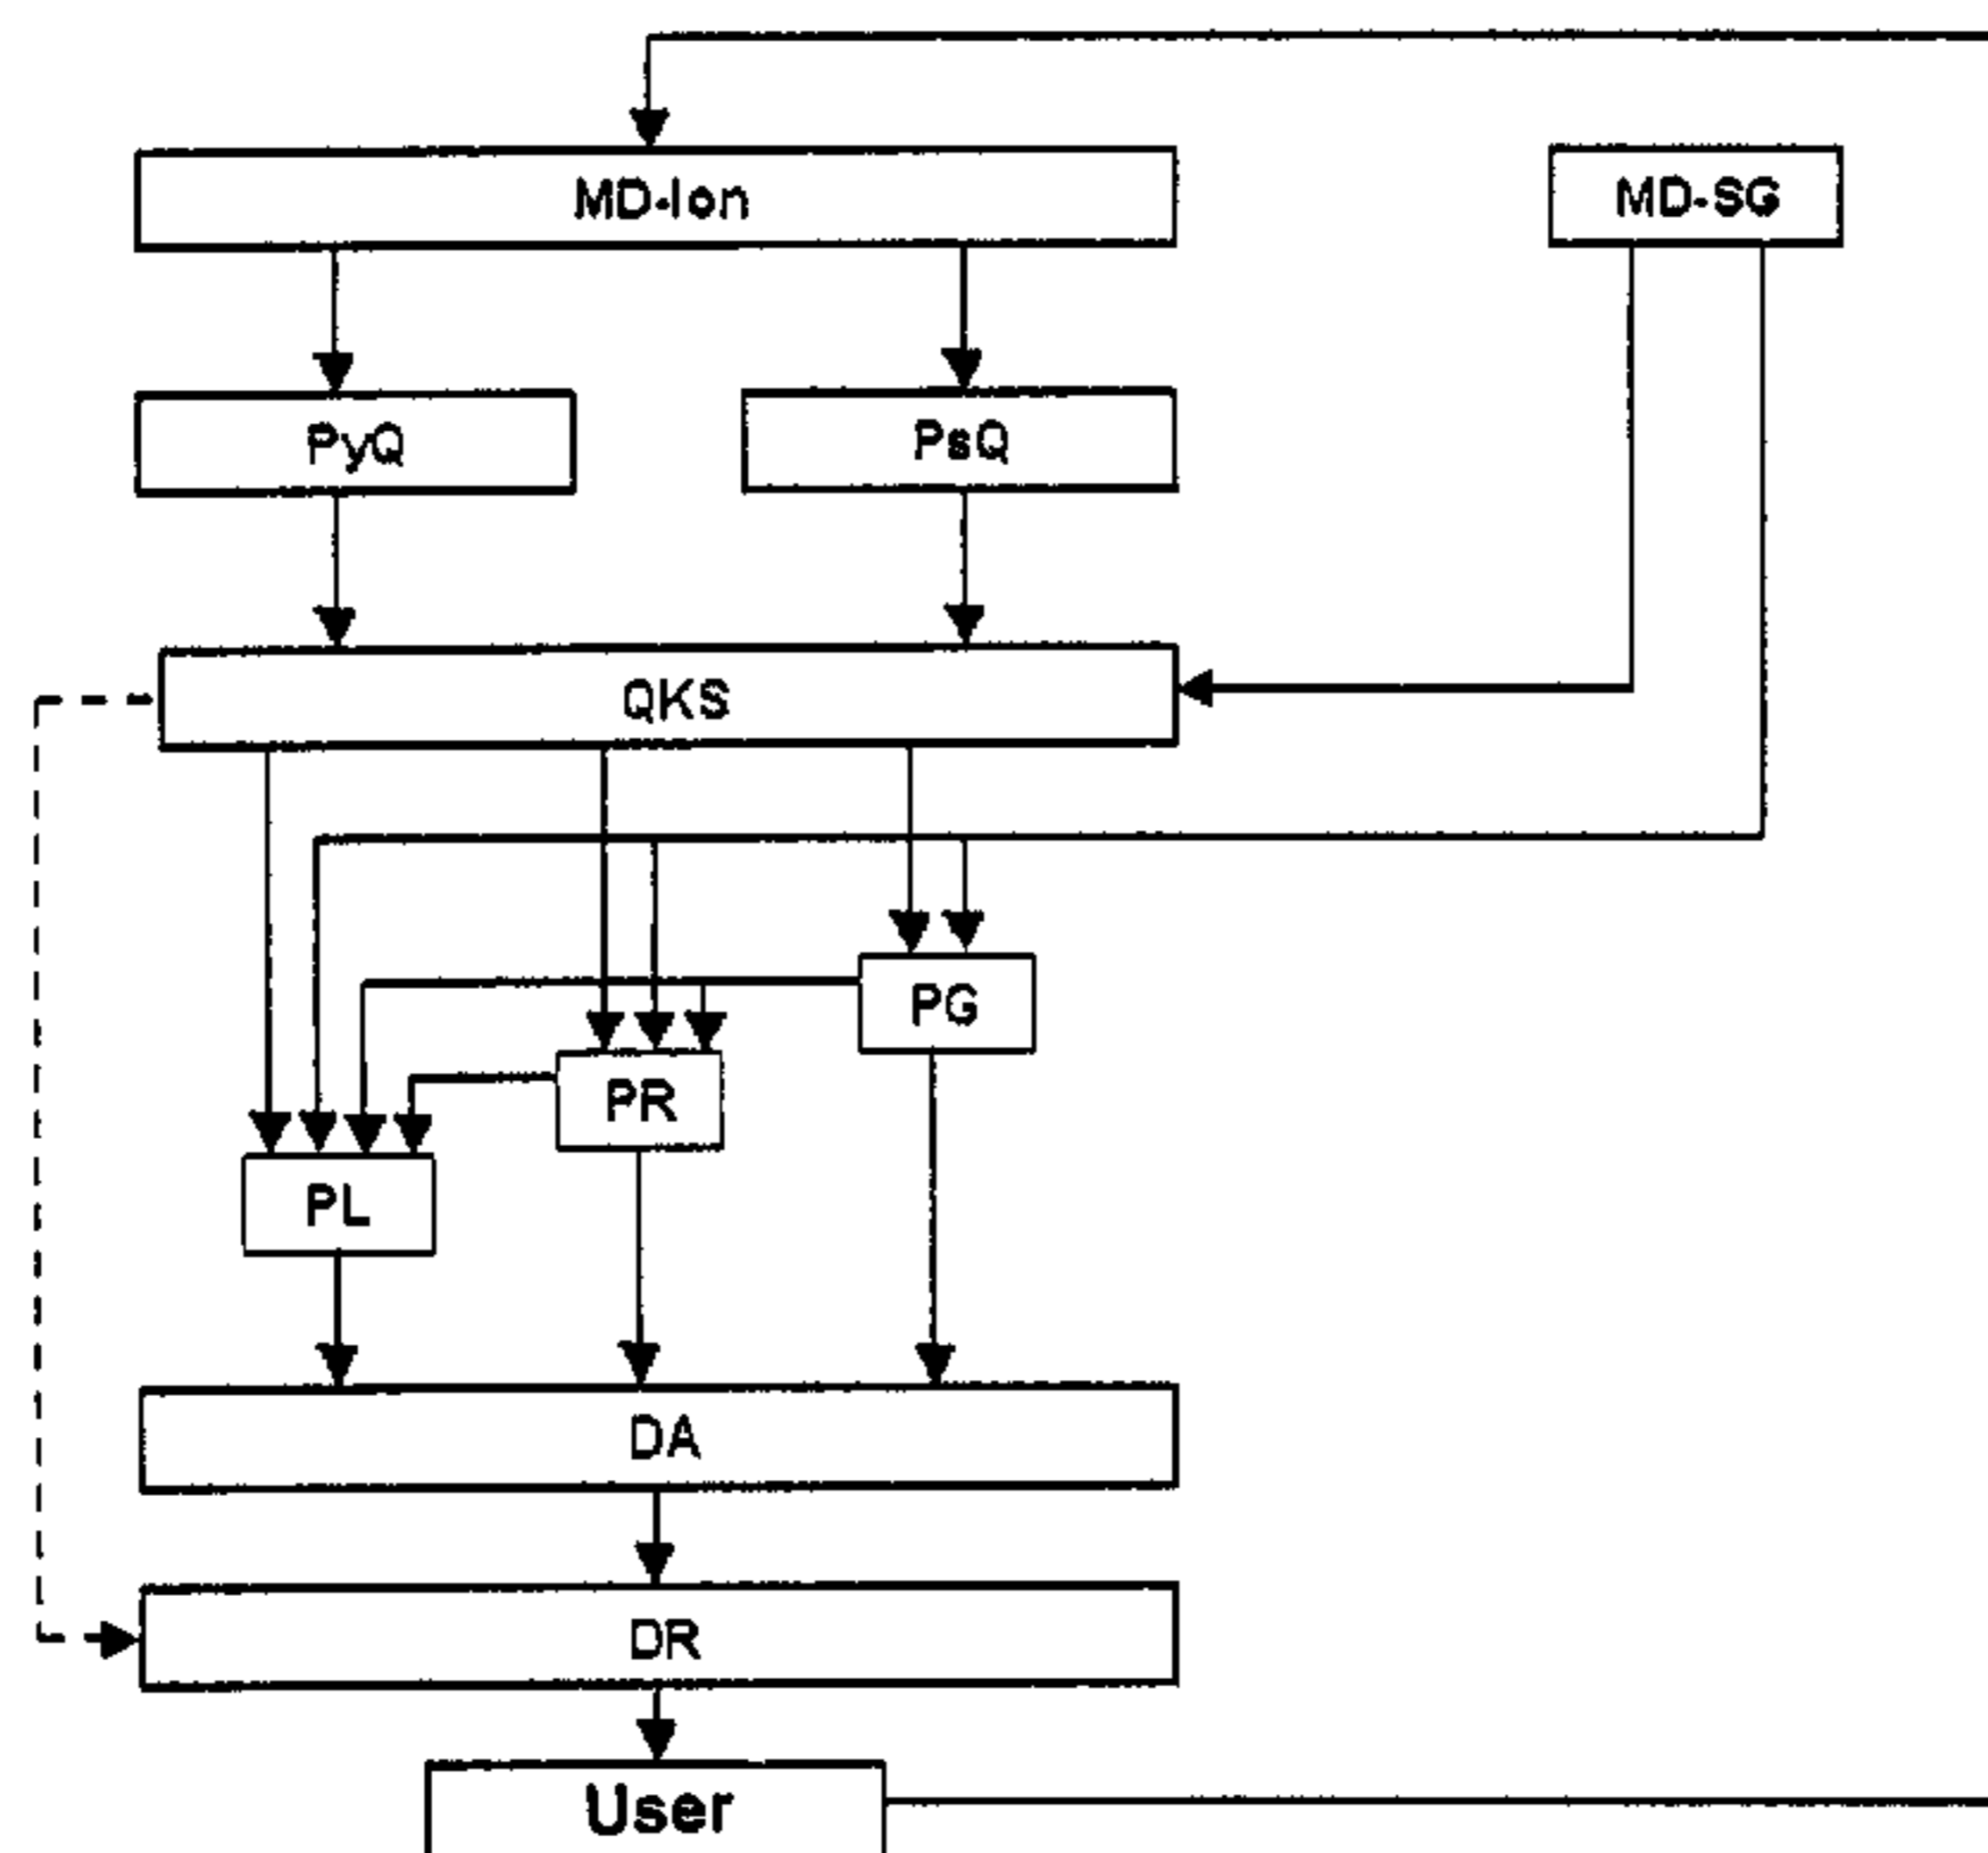 MD-Ion
MD-SG
PyQ
PsQ
QKS
PG
PR
PL
DA
DR
User